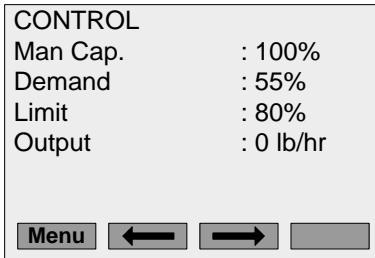 CONTROL
Man Cap. : 100%
Demand : 55%
Limit : 80%
Output : 0 lb/hr
Menu